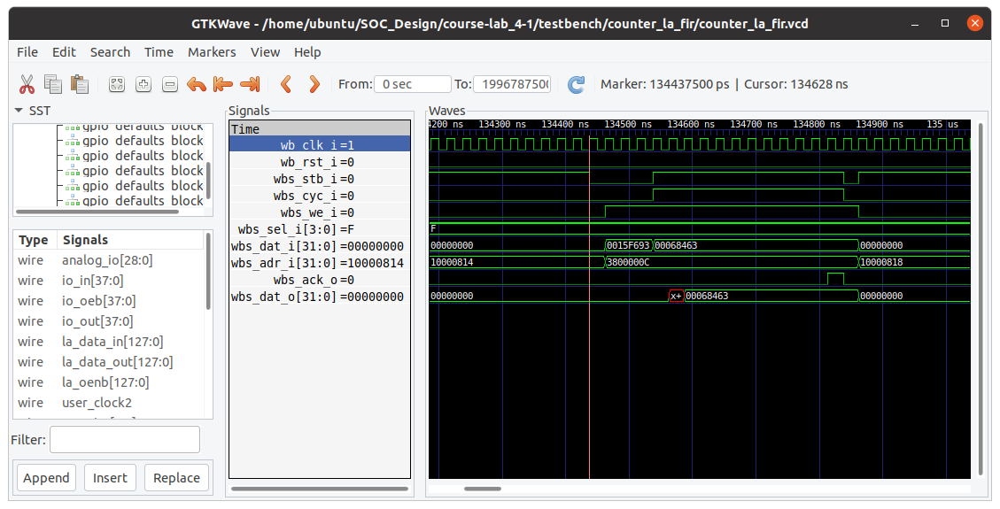 GTKWave - /home/ubuntu/SOC_Design/course-lab_4-1/testbench/counter_la_fir/counter_la_fir.vcd
File Edit Search Time Markers View Help
From: 0 sec To: 1996787500 Marker: 134437500 ps | Cursor: 134628 ns
SST
gpio defaults block
gpio defaults block
gpio defaults block
gpio defaults block
gpio defaults block
gpio defaults block
Type Signals
wire analog_io[28:0]
wire io_in[37:0]
wire io_oeb[37:0]
wire io_out[37:0]
wire la_data_in[127:0]
wire la_data_out[127:0]
wire la_oenb[127:0]
wire user_clock2
Filter:
Append Insert Replace
Signals
Time
wb_clk_i=1
wb_rst_i=0
wbs_stb_i=0
wbs_cyc_i=0
wbs_we_i=0
wbs_sel_i[3:0]=F
wbs_dat_i[31:0]=00000000
wbs_adr_i[31:0]=10000814
wbs_ack_o=0
wbs_dat_o[31:0]=00000000
Waves
4200 ns 134300 ns 134400 ns 134500 ns 134600 ns 134700 ns 134800 ns 134900 ns 135 us
F
00000000 0015F693 00068463 00000000
10000814 3800000C 10000818
00000000 x+ 00068463 00000000